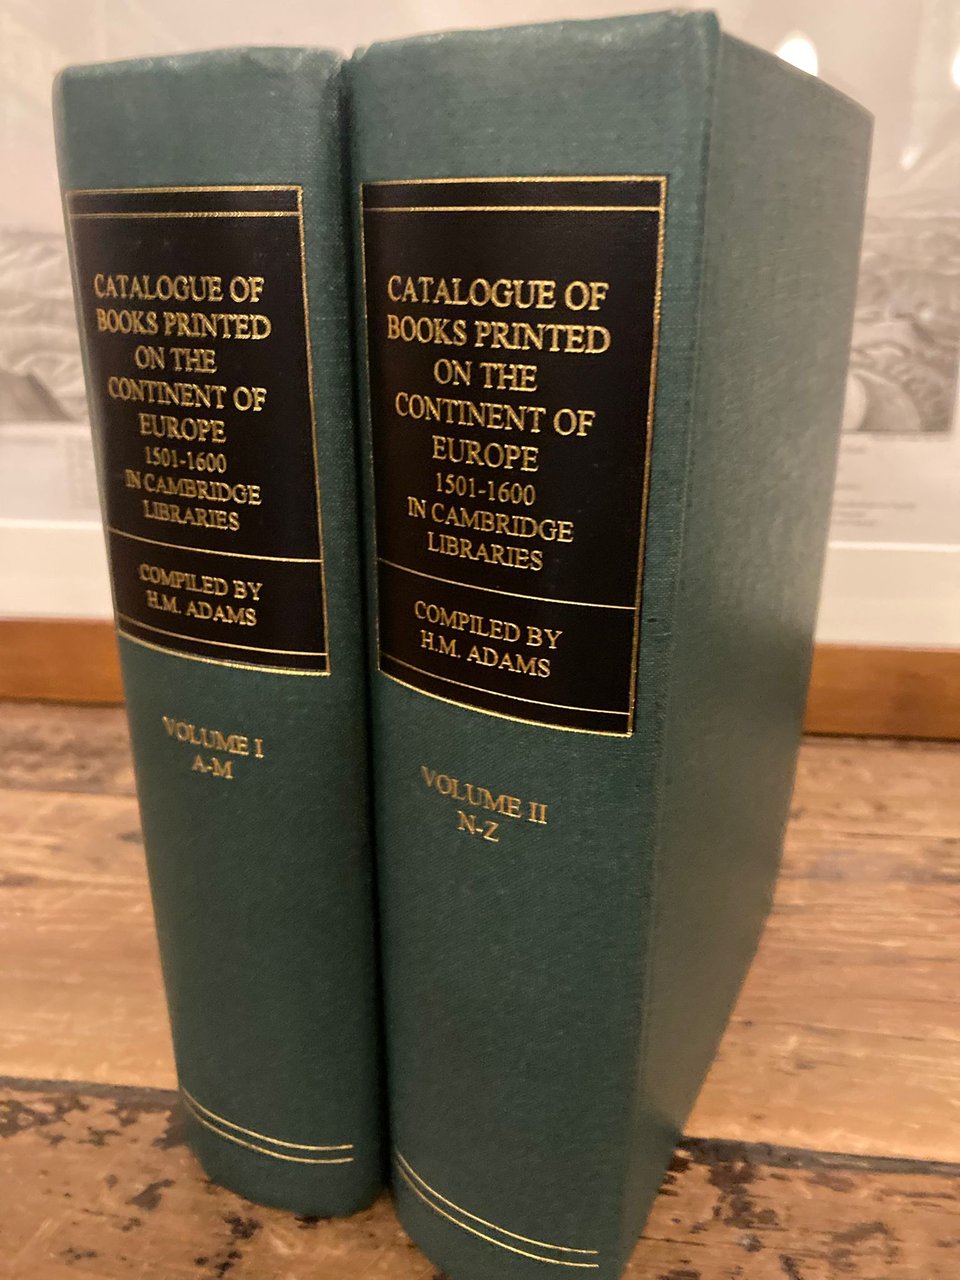 CATALOGUE OF
BOOKS PRINTED
ON THE
CONTINENT OF
EUROPE
1501-1600
IN CAMBRIDGE
LIBRARIES
COMPILED BY
H.M. ADAMS
VOLUME I
A-M
CATALOGUE OF
BOOKS PRINTED
ON THE
CONTINENT OF
EUROPE
1501-1600
IN CAMBRIDGE
LIBRARIES
COMPILED BY
H.M. ADAMS
VOLUME II
N-Z